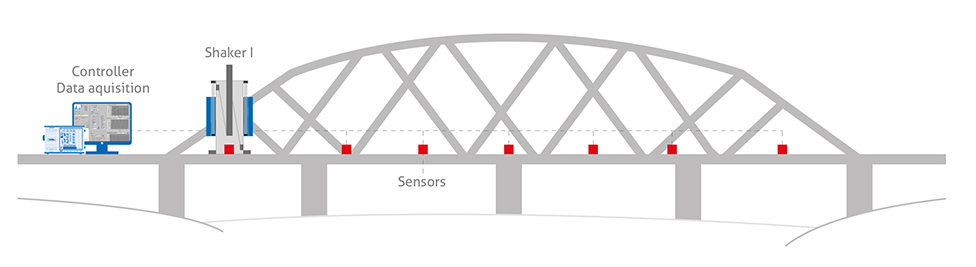 Shaker I
Controller
Data aquisition
Sensors